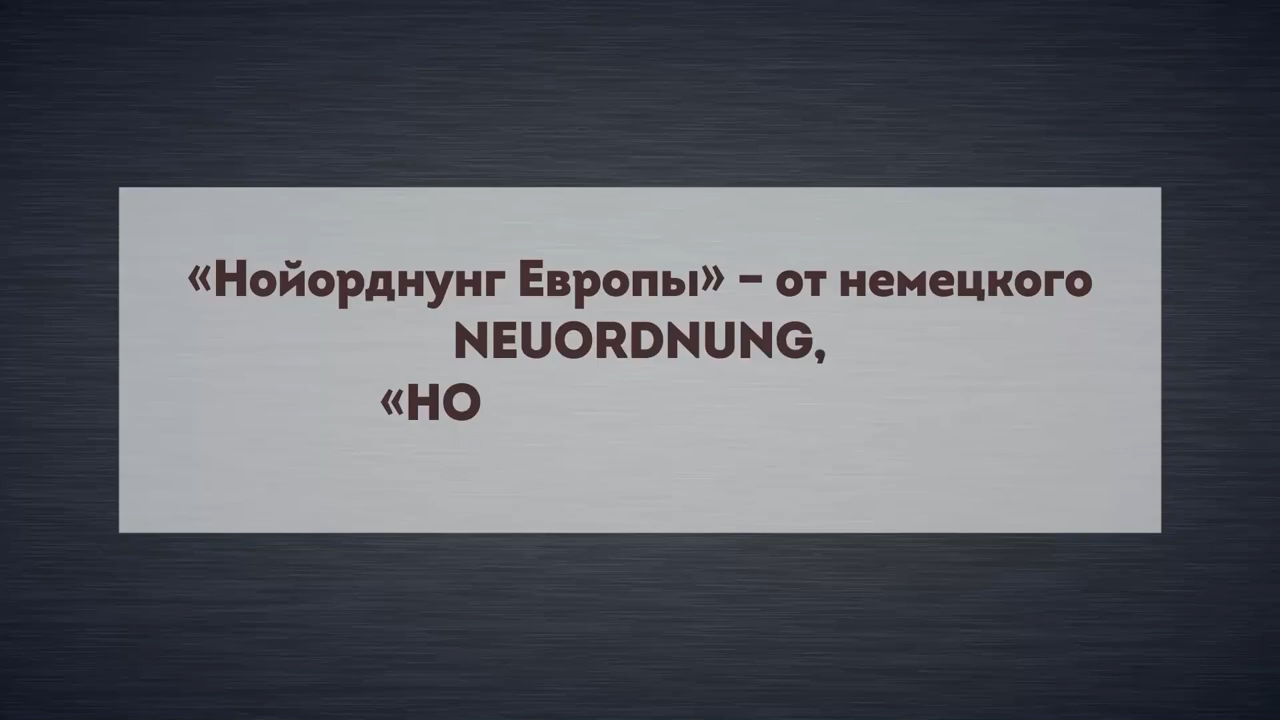 «Нойорднунг Европы» – от немецкого
NEUORDNUNG,
«НО